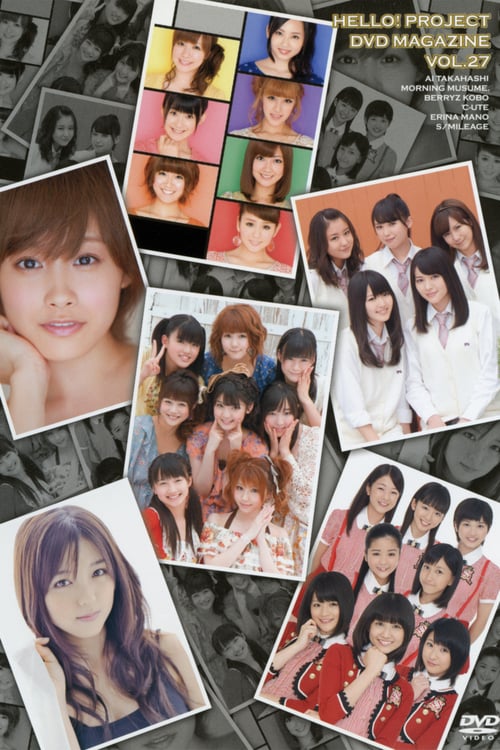 HELLO! PROJECT
DVD MAGAZINE
VOL.27
AI TAKAHASHI
MORNING MUSUME.
BERRYZ KOBO
℃-UTE
ERINA MANO
S/MILEAGE
DVD
VIDEO